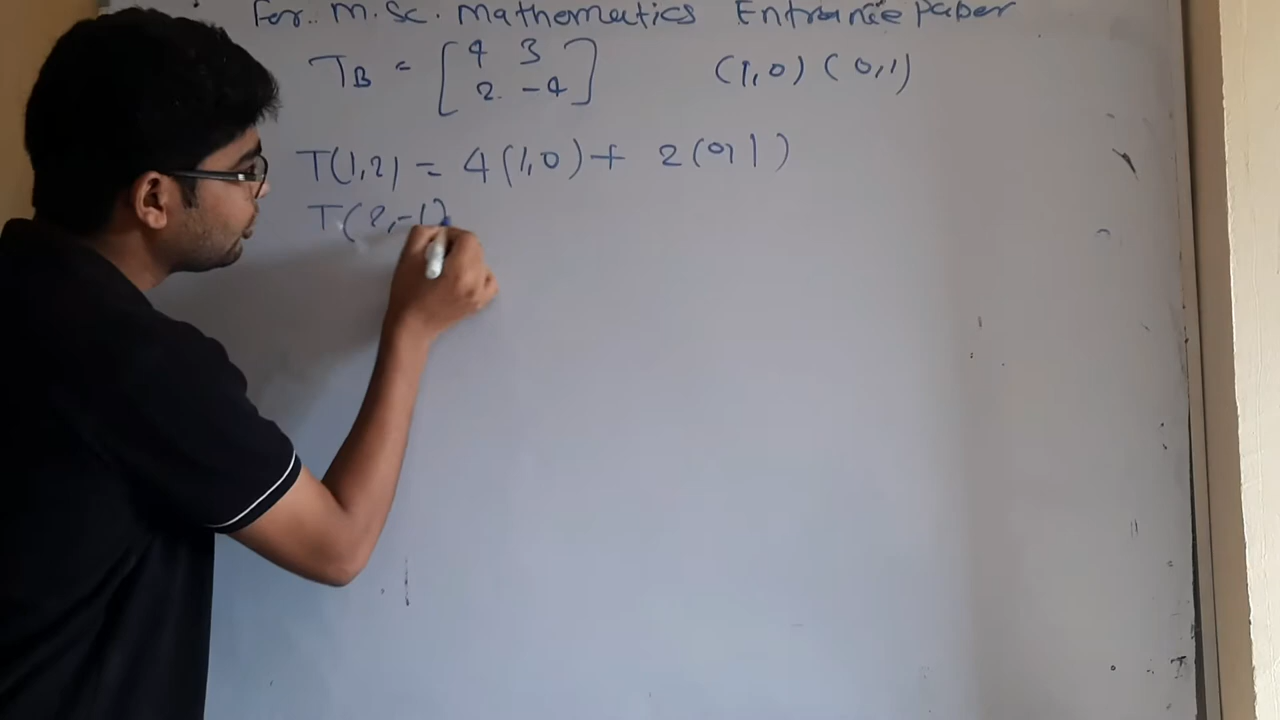 For.. M.Sc. Mathematics Entrance paper
T_B = [ 4 3 (1,0) (0,1)
2 -4 ]
T(1,2) = 4(1,0) + 2(0,1)
T(2,-1)